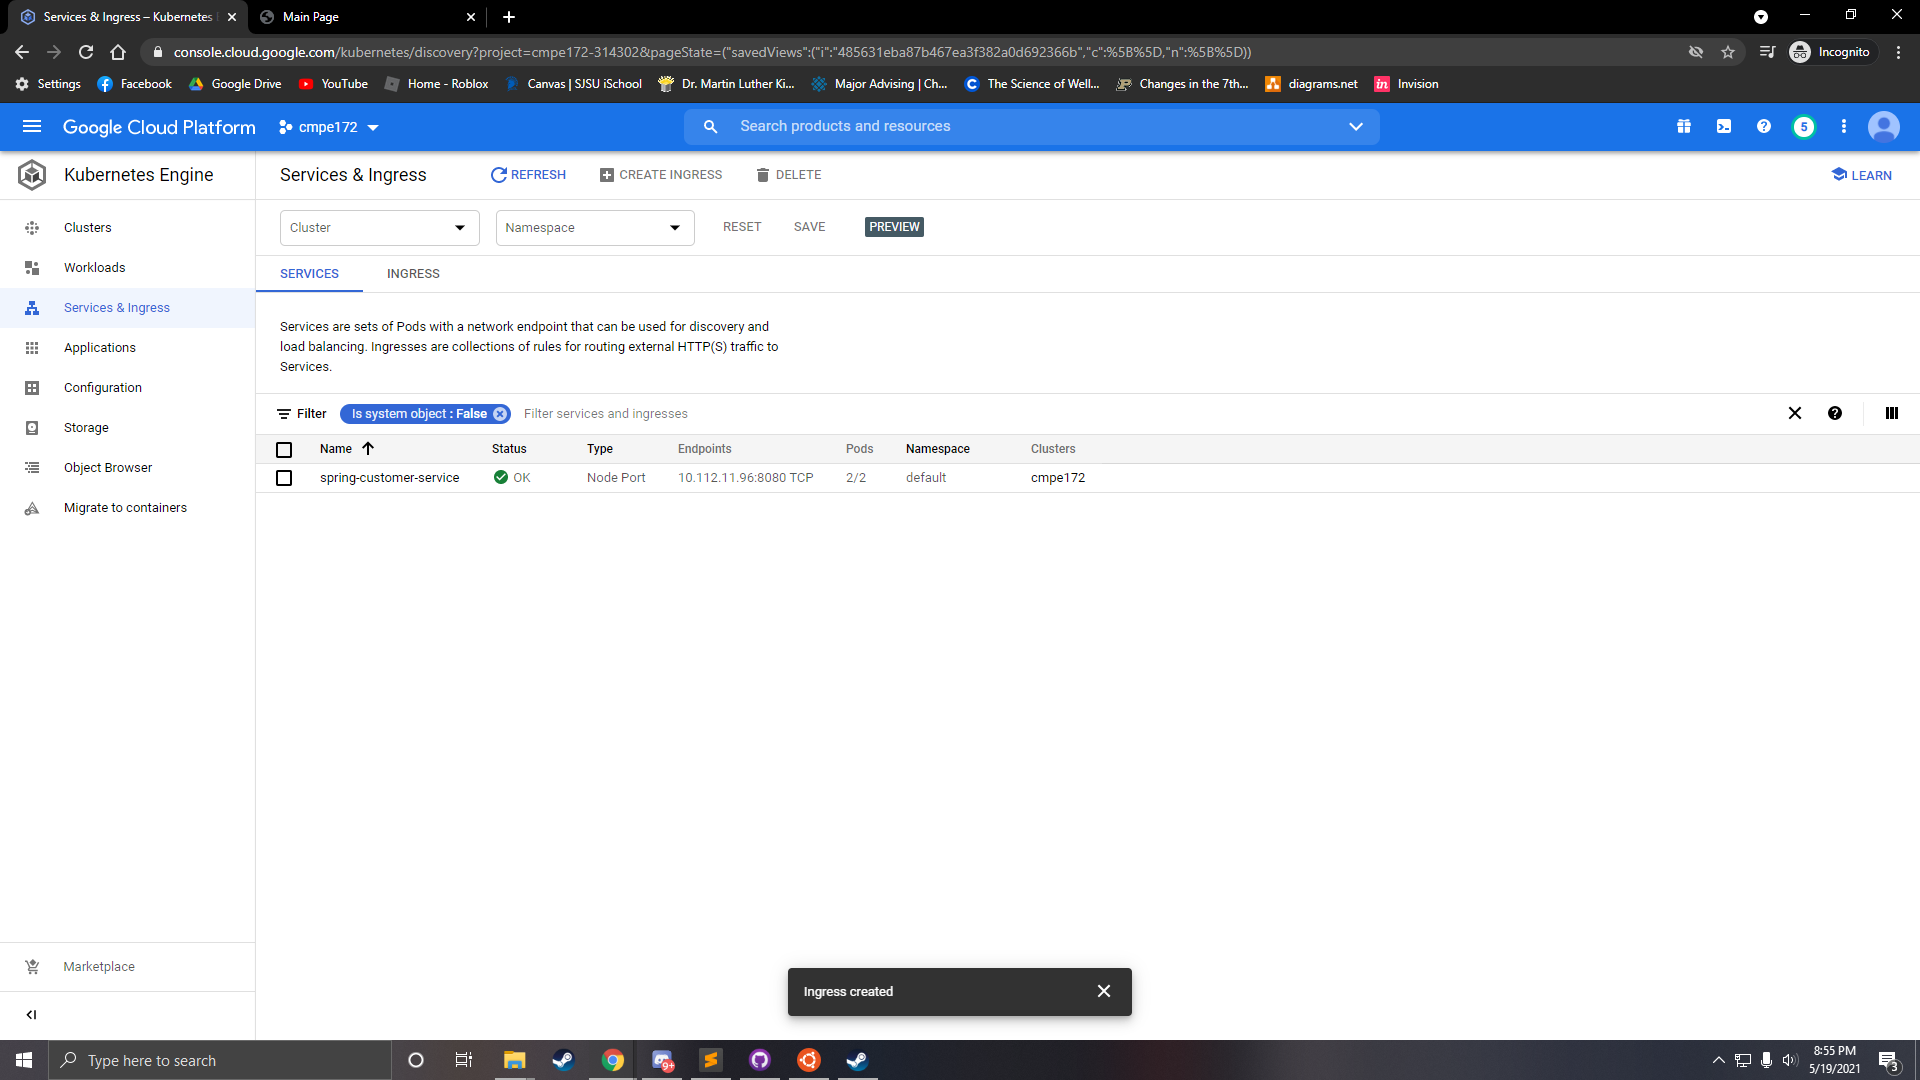 Services & Ingress – Kubernetes
Main Page
console.cloud.google.com/kubernetes/discovery?project=cmpe172-314302&pageState=("savedViews":("i":"485631eba87b467ea3f382a0d692366b","c":%5B%5D,"n":%5B%5D))
Incognito
Settings
Facebook
Google Drive
YouTube
Home - Roblox
Canvas | SJSU iSchool
Dr. Martin Luther Ki...
Major Advising | Ch...
The Science of Well...
Changes in the 7th...
diagrams.net
in Invision
Google Cloud Platform
cmpe172
Search products and resources
5
Kubernetes Engine
Services & Ingress
REFRESH
CREATE INGRESS
DELETE
LEARN
Clusters
Workloads
Services & Ingress
Applications
Configuration
Storage
Object Browser
Migrate to containers
Marketplace
Cluster
Namespace
RESET
SAVE
PREVIEW
SERVICES
INGRESS
Services are sets of Pods with a network endpoint that can be used for discovery and
load balancing. Ingresses are collections of rules for routing external HTTP(S) traffic to
Services.
Filter
Is system object : False
Filter services and ingresses
Name Status Type Endpoints Pods Namespace Clusters
spring-customer-service OK Node Port 10.112.11.96:8080 TCP 2/2 default cmpe172
Ingress created
Type here to search
9+
8:55 PM
5/19/2021
3